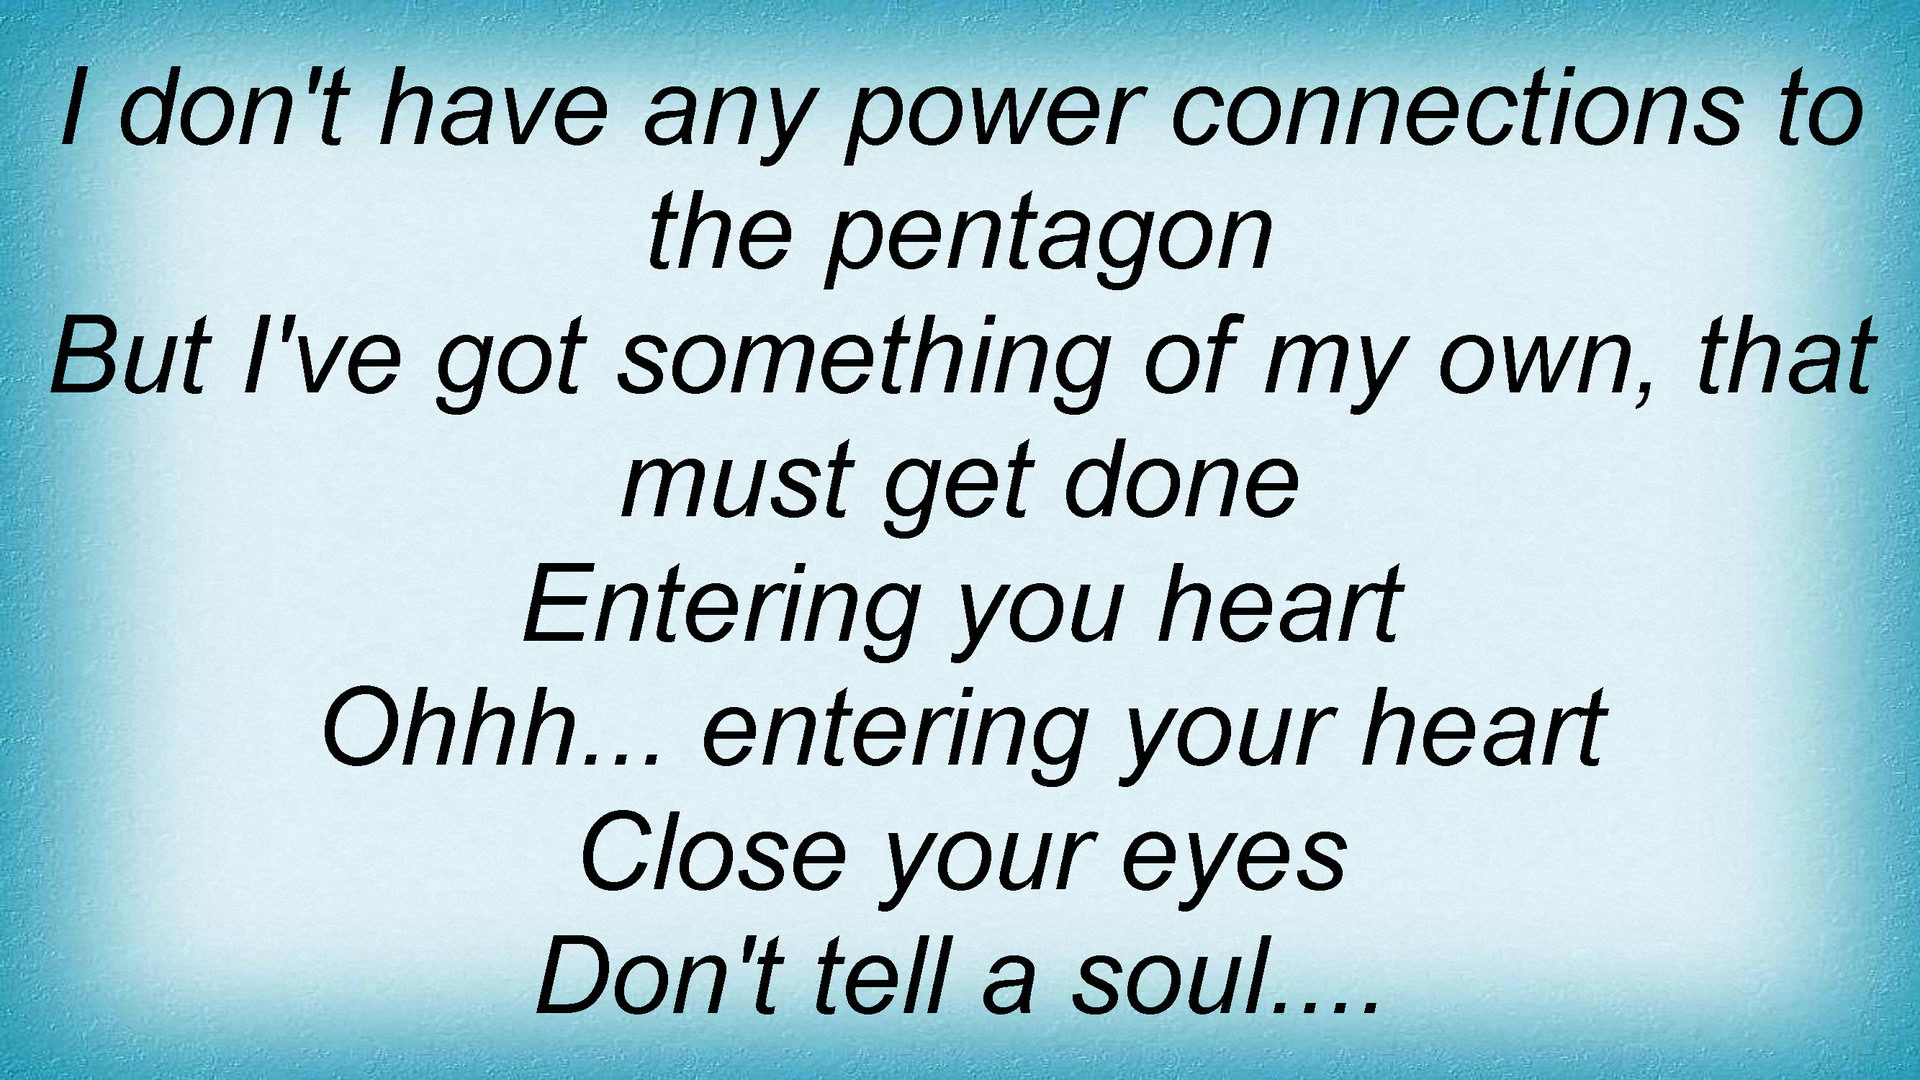 I don't have any power connections to
the pentagon
But I've got something of my own, that
must get done
Entering you heart
Ohhh... entering your heart
Close your eyes
Don't tell a soul....